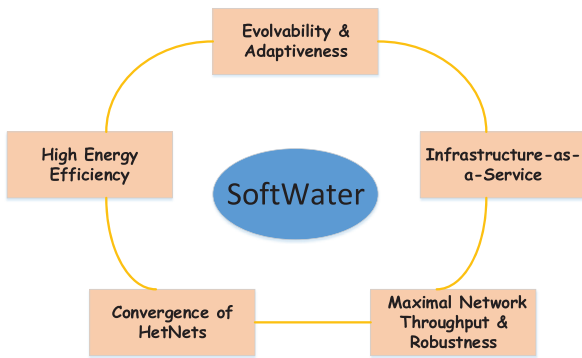 Evolvability &
Adaptiveness
High Energy
Efficiency
Infrastructure-as-
a-Service
SoftWater
Convergence of
HetNets
Maximal Network
Throughput &
Robustness